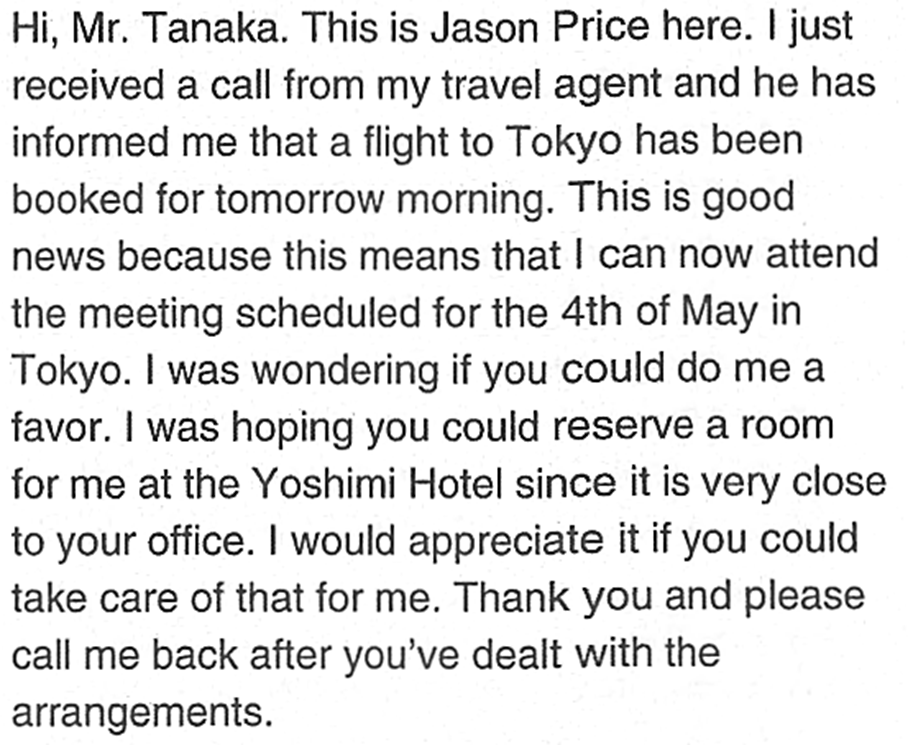 Hi, Mr. Tanaka. This is Jason Price here. I just
received a call from my travel agent and he has
informed me that a flight to Tokyo has been
booked for tomorrow morning. This is good
news because this means that I can now attend
the meeting scheduled for the 4th of May in
Tokyo. I was wondering if you could do me a
favor. I was hoping you could reserve a room
for me at the Yoshimi Hotel since it is very close
to your office. I would appreciate it if you could
take care of that for me. Thank you and please
call me back after you've dealt with the
arrangements.